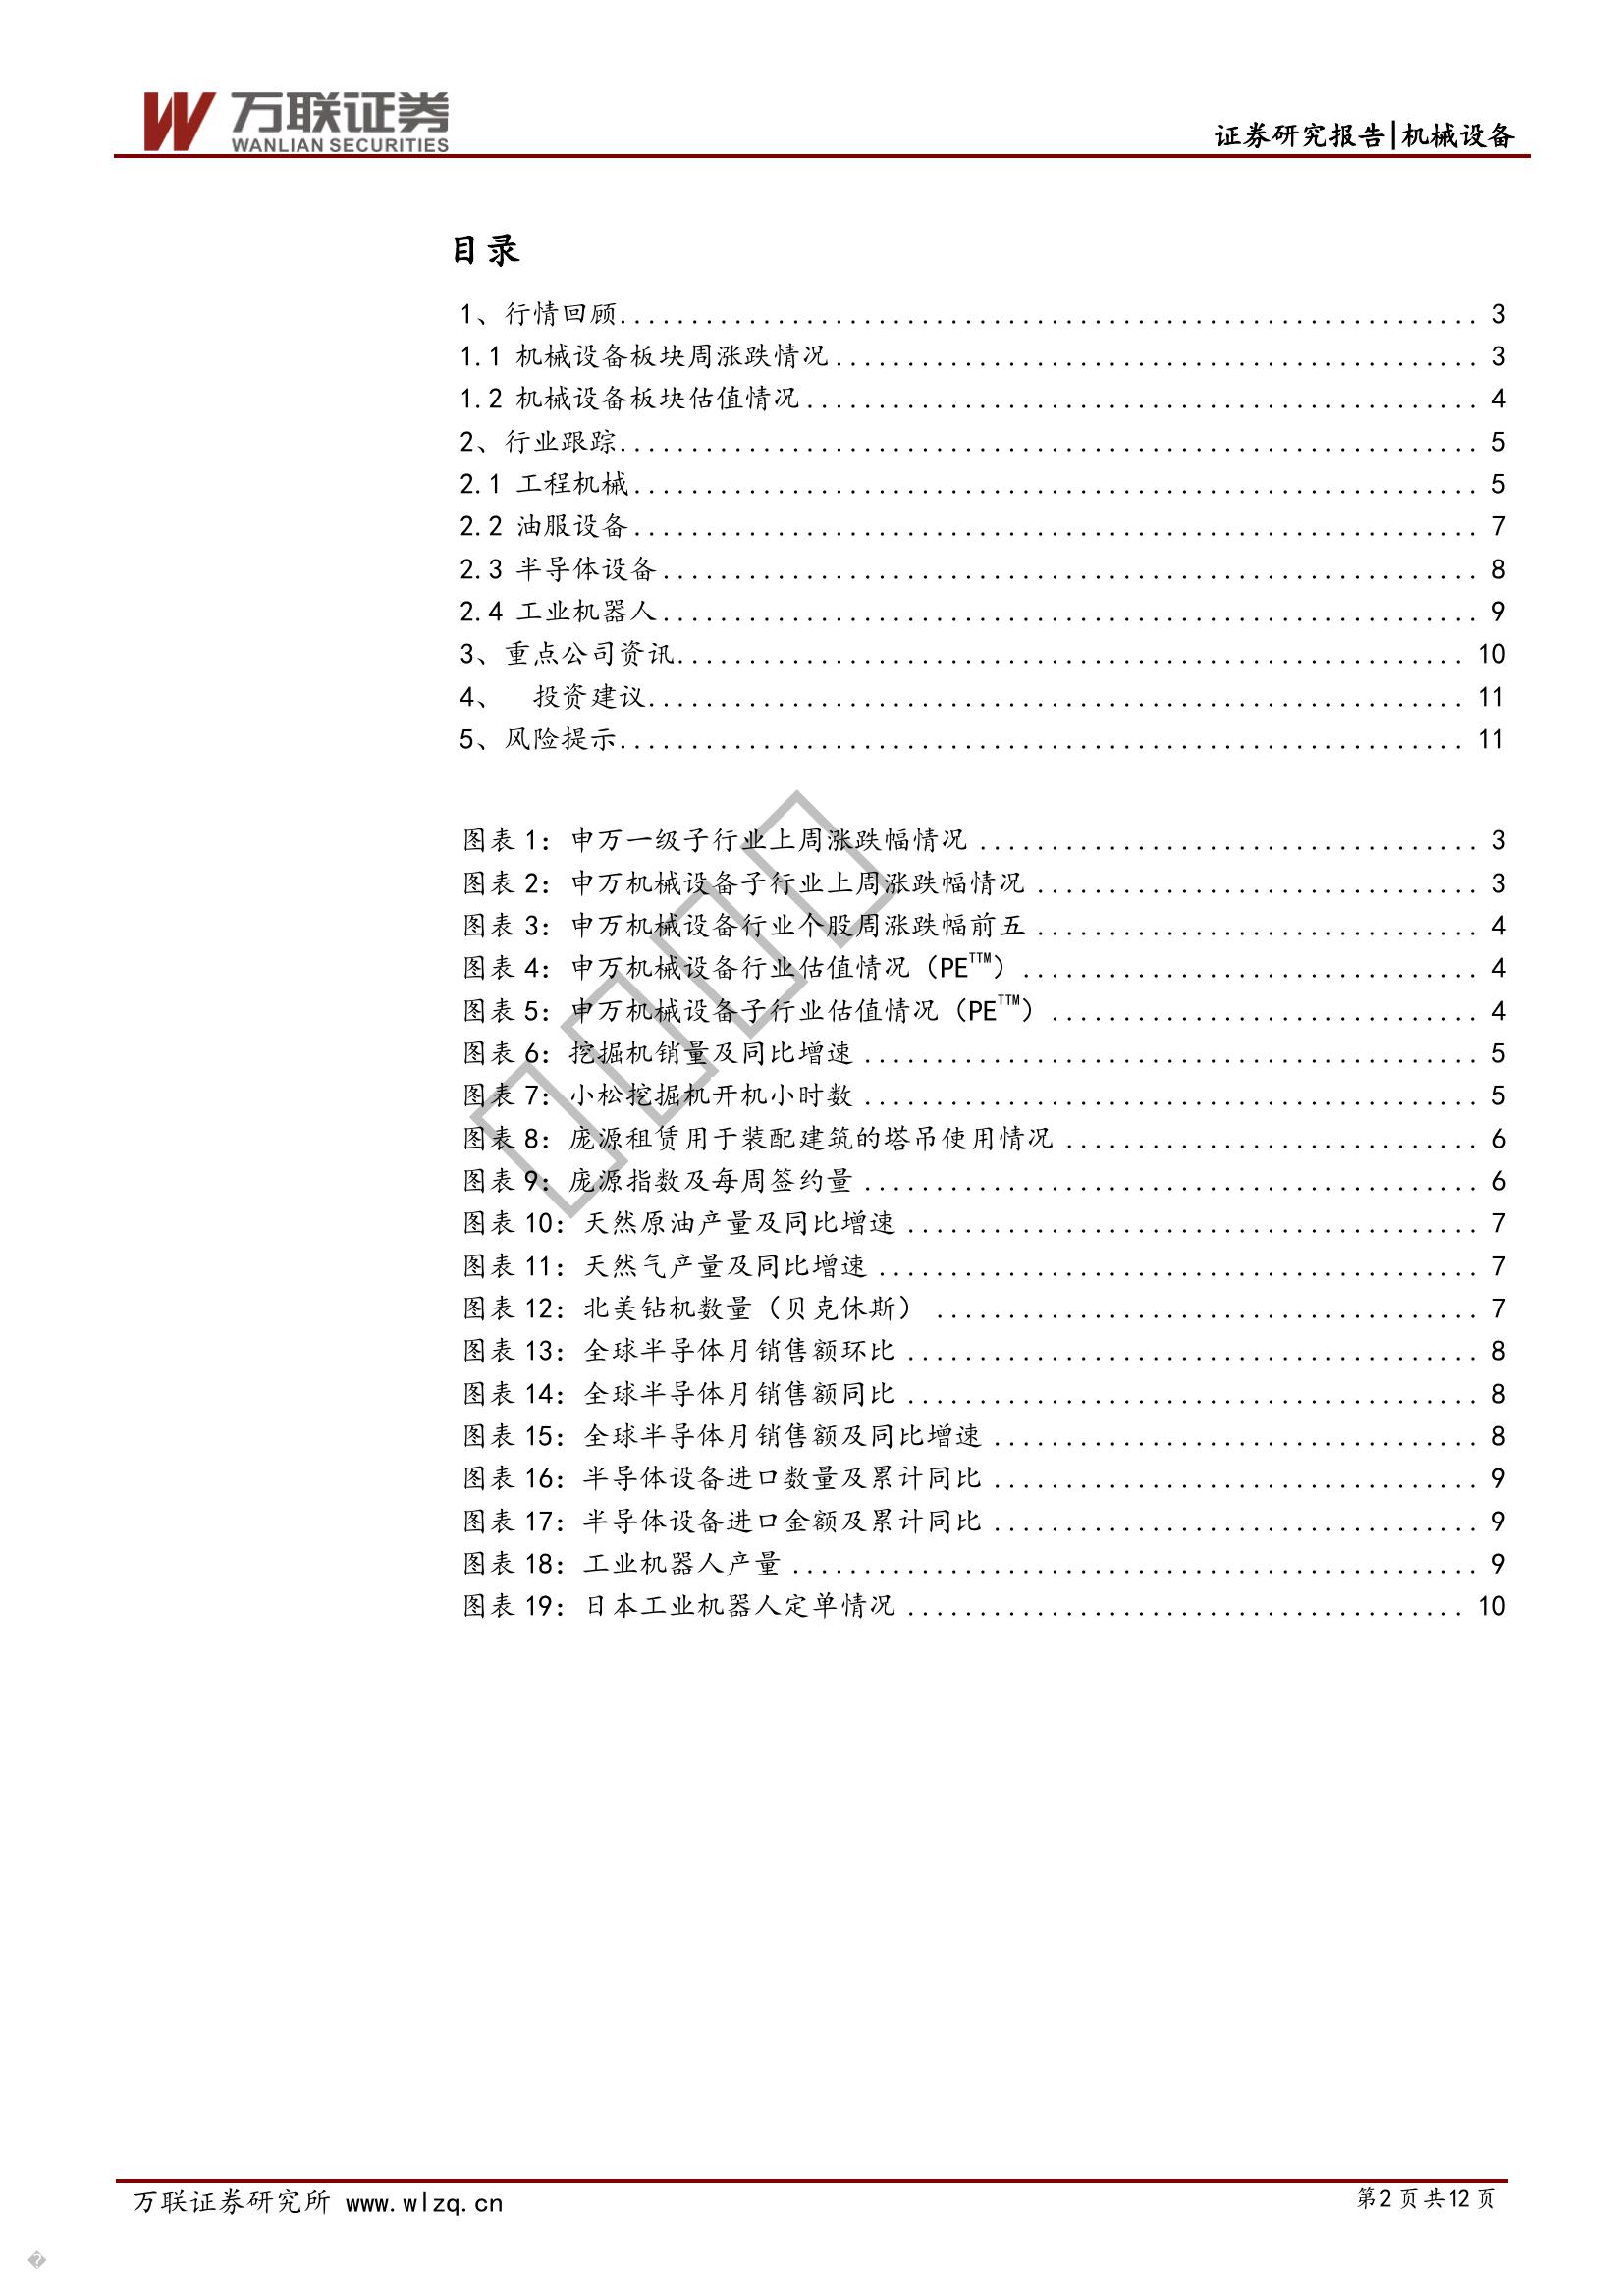 万联证券
WANLIAN SECURITIES
证券研究报告|机械设备
目录
1、行情回顾............................................................ 3
1.1 机械设备板块周涨跌情况............................................. 3
1.2 机械设备板块估值情况............................................... 4
2、行业跟踪............................................................ 5
2.1 工程机械........................................................... 5
2.2 油服设备........................................................... 7
2.3 半导体设备......................................................... 8
2.4 工业机器人......................................................... 9
3、重点公司资讯....................................................... 10
4、 投资建议......................................................... 11
5、风险提示........................................................... 11
图表 1：申万一级子行业上周涨跌幅情况 ................................... 3
图表 2：申万机械设备子行业上周涨跌幅情况 ............................... 3
图表 3：申万机械设备行业个股周涨跌幅前五 ............................... 4
图表 4：申万机械设备行业估值情况（PETTM）................................ 4
图表 5：申万机械设备子行业估值情况（PETTM）.............................. 4
图表 6：挖掘机销量及同比增速 ........................................... 5
图表 7：小松挖掘机开机小时数 ........................................... 5
图表 8：庞源租赁用于装配建筑的塔吊使用情况 ............................. 6
图表 9：庞源指数及每周签约量 ........................................... 6
图表 10：天然原油产量及同比增速 ........................................ 7
图表 11：天然气产量及同比增速 .......................................... 7
图表 12：北美钻机数量（贝克休斯） ...................................... 7
图表 13：全球半导体月销售额环比 ........................................ 8
图表 14：全球半导体月销售额同比 ........................................ 8
图表 15：全球半导体月销售额及同比增速 .................................. 8
图表 16：半导体设备进口数量及累计同比 .................................. 9
图表 17：半导体设备进口金额及累计同比 .................................. 9
图表 18：工业机器人产量 ................................................ 9
图表 19：日本工业机器人定单情况 ....................................... 10
万联证券研究所 www.wlzq.cn
第 2 页 共 12 页